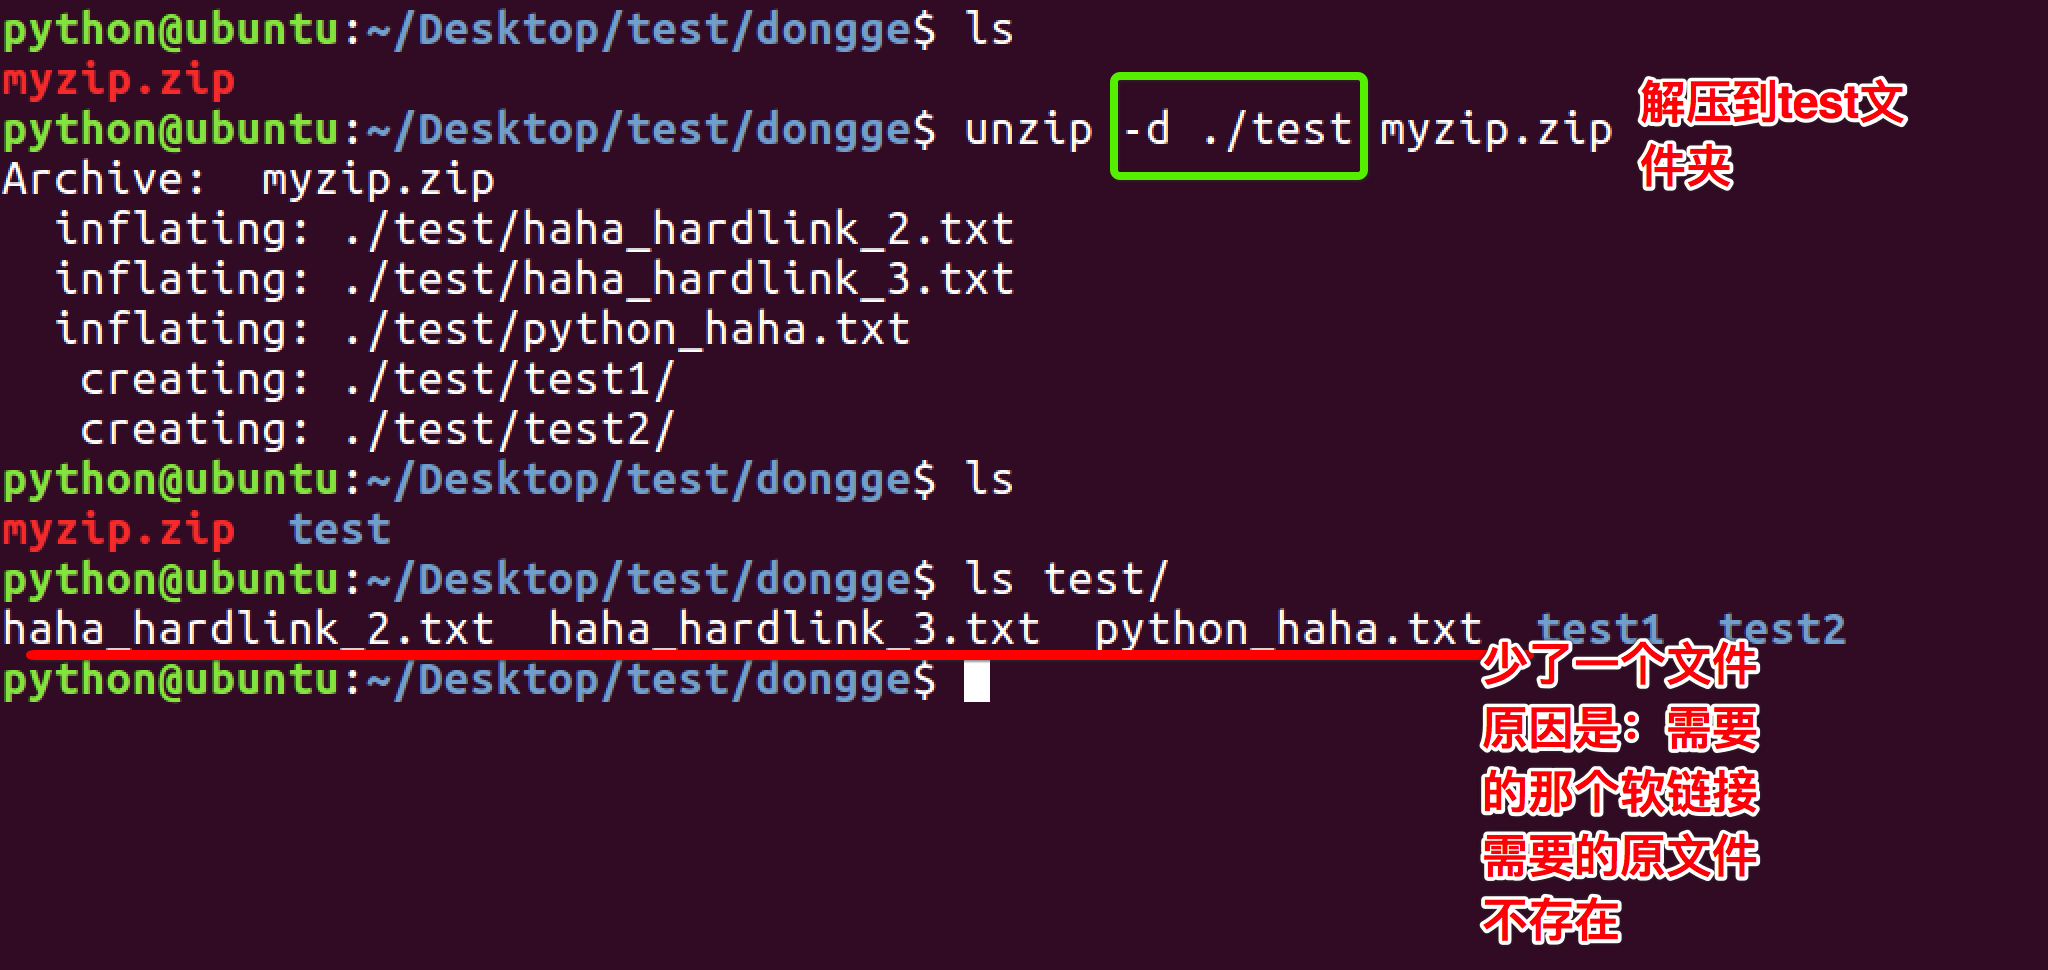 python@ubuntu:~/Desktop/test/dongge$ ls
myzip.zip
python@ubuntu:~/Desktop/test/dongge$ unzip -d ./test myzip.zip
解压到test文
件夹
Archive:  myzip.zip
  inflating: ./test/haha_hardlink_2.txt
  inflating: ./test/haha_hardlink_3.txt
  inflating: ./test/python_haha.txt
   creating: ./test/test1/
   creating: ./test/test2/
python@ubuntu:~/Desktop/test/dongge$ ls
myzip.zip  test
python@ubuntu:~/Desktop/test/dongge$ ls test/
haha_hardlink_2.txt  haha_hardlink_3.txt  python_haha.txt  test1  test2
python@ubuntu:~/Desktop/test/dongge$
少了一个文件
原因是：需要
的那个软链接
需要的原文件
不存在